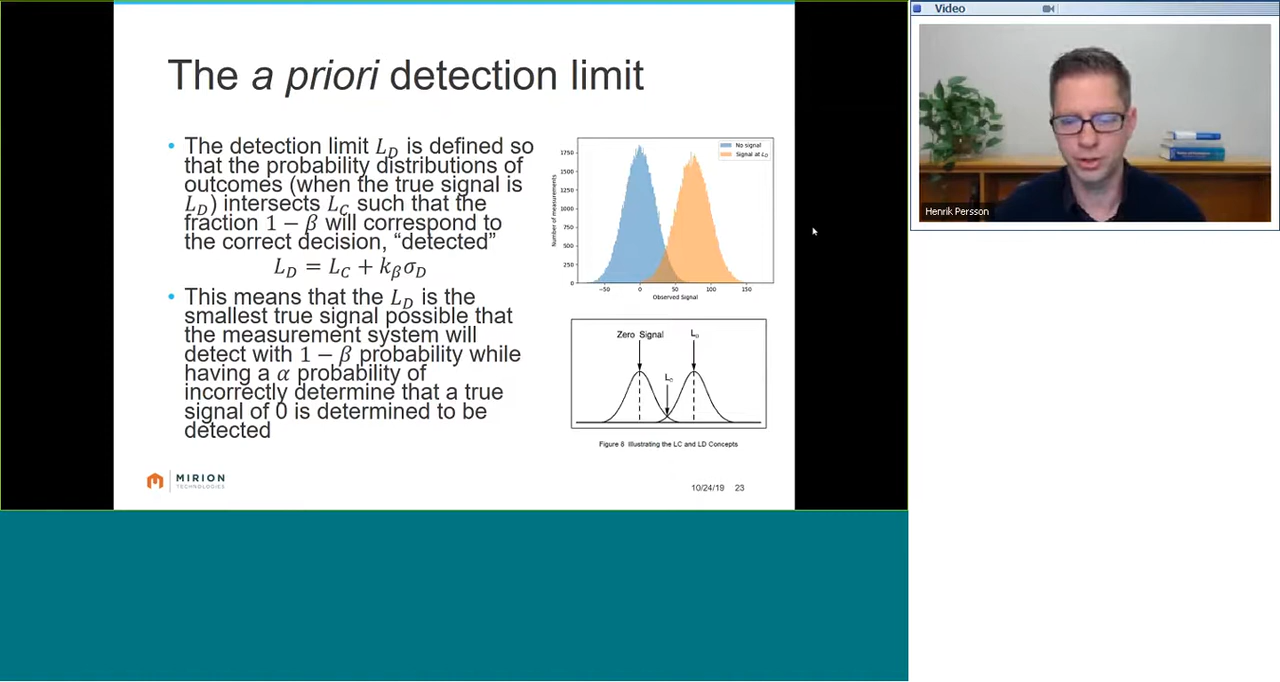 The a priori detection limit
• The detection limit L_D is defined so
that the probability distributions of
outcomes (when the true signal is
L_D) intersects L_C such that the
fraction 1 − β will correspond to
the correct decision, “detected”
L_D = L_C + k_βσ_D
• This means that the L_D is the
smallest true signal possible that
the measurement system will
detect with 1 − β probability while
having a α probability of
incorrectly determine that a true
signal of 0 is determined to be
detected
No signal
Signal at L_D
Number of measurements
1750
1500
1250
1000
750
500
250
0
−50 0 50 100 150
Observed Signal
Zero Signal L_D
L_C
Figure 8 Illustrating the LC and LD Concepts
MIRION
TECHNOLOGIES
10/24/19 23
Video
Henrik Persson